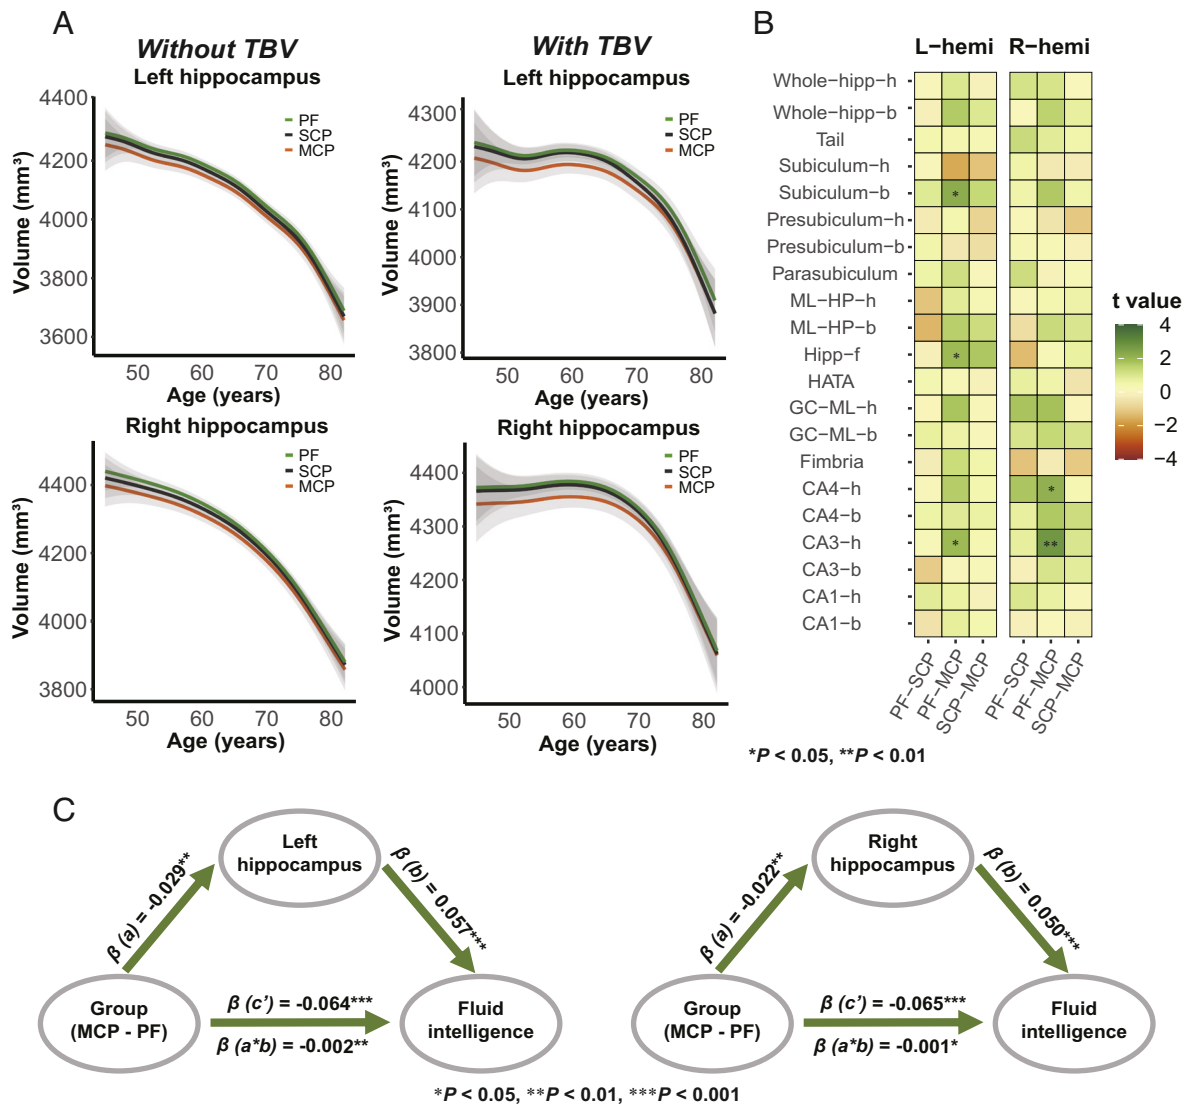 A
Without TBV
Left hippocampus
4400
4200
4000
3800
3600
Volume (mm³)
PF
SCP
MCP
50
60
70
80
Age (years)
With TBV
Left hippocampus
4300
4200
4100
4000
3900
3800
Volume (mm³)
PF
SCP
MCP
50
60
70
80
Age (years)
Right hippocampus
4400
4200
4000
3800
Volume (mm³)
PF
SCP
MCP
50
60
70
80
Age (years)
Right hippocampus
4400
4300
4200
4100
4000
Volume (mm³)
PF
SCP
MCP
50
60
70
80
Age (years)
B
L−hemi R−hemi
Whole−hipp−h
Whole−hipp−b
Tail
Subiculum−h
Subiculum−b
*
Presubiculum−h
Presubiculum−b
Parasubiculum
ML−HP−h
ML−HP−b
Hipp−f
*
HATA
GC−ML−h
GC−ML−b
Fimbria
CA4−h
*
CA4−b
CA3−h
* **
CA3−b
CA1−h
CA1−b
PF−SCP
PF−MCP
SCP−MCP
PF−SCP
PF−MCP
SCP−MCP
t value
4
2
0
−2
−4
*P < 0.05, **P < 0.01
C
Left
hippocampus
β (a) = -0.029**
β (b) = 0.057***
Group
(MCP - PF)
β (c’) = -0.064***
β (a*b) = -0.002**
Fluid
intelligence
Right
hippocampus
β (a) = -0.022**
β (b) = 0.050***
Group
(MCP - PF)
β (c’) = -0.065***
β (a*b) = -0.001*
Fluid
intelligence
*P < 0.05, **P < 0.01, ***P < 0.001